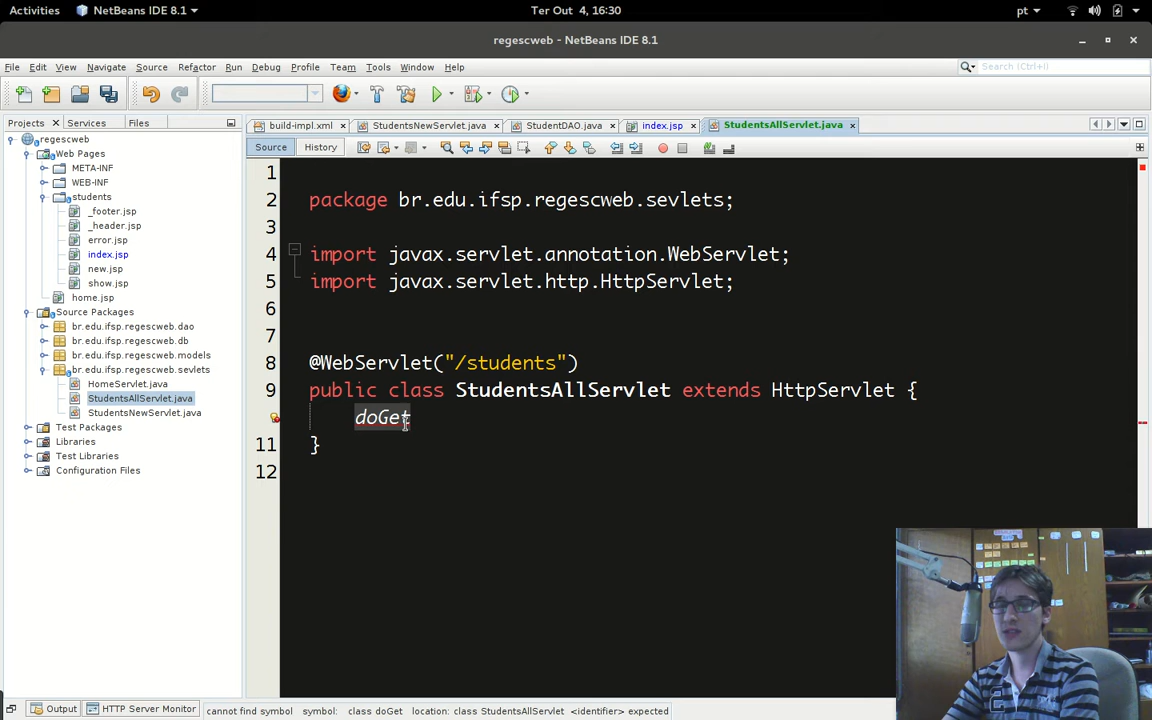 Activities NetBeans IDE 8.1 Ter Out 4, 16:30 pt
regescweb - NetBeans IDE 8.1
File Edit View Navigate Source Refactor Run Debug Profile Team Tools Window Help Search (Ctrl+I)
Projects Services Files
build-impl.xml StudentsNewServlet.java StudentDAO.java index.jsp StudentsAllServlet.java
Source History
regescweb
Web Pages
META-INF
WEB-INF
students
_footer.jsp
_header.jsp
error.jsp
index.jsp
new.jsp
show.jsp
home.jsp
Source Packages
br.edu.ifsp.regescweb.dao
br.edu.ifsp.regescweb.db
br.edu.ifsp.regescweb.models
br.edu.ifsp.regescweb.sevlets
HomeServlet.java
StudentsAllServlet.java
StudentsNewServlet.java
Test Packages
Libraries
Test Libraries
Configuration Files
1
2 package br.edu.ifsp.regescweb.sevlets;
3
4 import javax.servlet.annotation.WebServlet;
5 import javax.servlet.http.HttpServlet;
6
7
8 @WebServlet("/students")
9 public class StudentsAllServlet extends HttpServlet {
doGet
11 }
12
Output HTTP Server Monitor cannot find symbol symbol: class doGet location: class StudentsAllServlet <identifier> expected